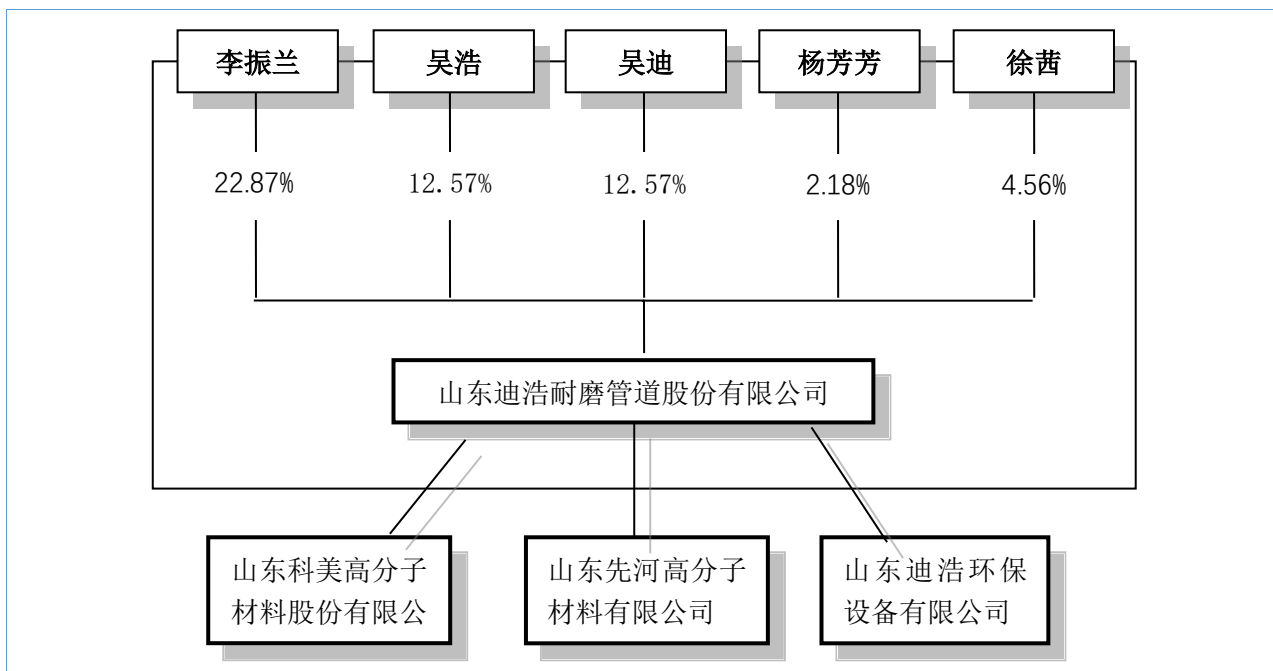 李振兰 吴浩 吴迪 杨芳芳 徐茜
22.87% 12.57% 12.57% 2.18% 4.56%
山东迪浩耐磨管道股份有限公司
山东科美高分子
材料股份有限公
山东先河高分子
材料有限公司
山东迪浩环保
设备有限公司